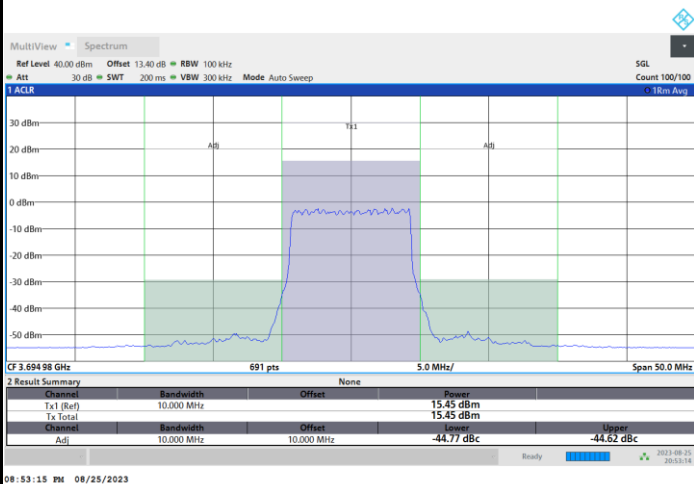 MultiView Spectrum
Ref Level 40.00 dBm Offset 13.40 dB RBW 100 kHz SGL
Att 30 dB SWT 200 ms VBW 300 kHz Mode Auto Sweep Count 100/100
1 ACLR 1Rm Avg
30 dBm
Tx1
20 dBm
Adj Adj
10 dBm
0 dBm
-10 dBm
-20 dBm
-30 dBm
-40 dBm
-50 dBm
CF 3.694 98 GHz 691 pts 5.0 MHz/ Span 50.0 MHz
2 Result Summary None
Channel Bandwidth Offset Power
Tx1 (Ref) 10.000 MHz 15.45 dBm
Tx Total 15.45 dBm
Channel Bandwidth Offset Lower Upper
Adj 10.000 MHz 10.000 MHz -44.77 dBc -44.62 dBc
Ready 2023-08-25
20:53:14
08:53:15 PM 08/25/2023